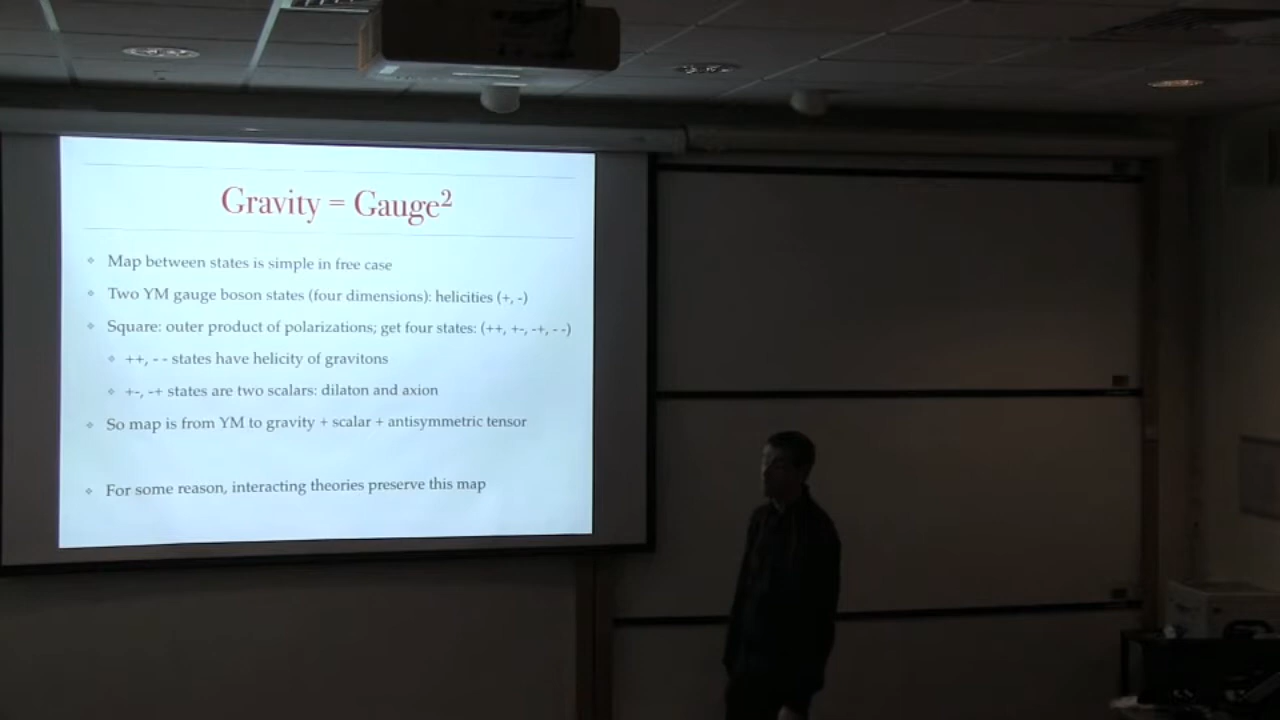 Gravity = Gauge²
❖ Map between states is simple in free case
❖ Two YM gauge boson states (four dimensions): helicities (+, -)
❖ Square: outer product of polarizations; get four states: (++, +-, -+, - -)
❖ ++, - - states have helicity of gravitons
❖ +-, -+ states are two scalars: dilaton and axion
❖ So map is from YM to gravity + scalar + antisymmetric tensor
❖ For some reason, interacting theories preserve this map